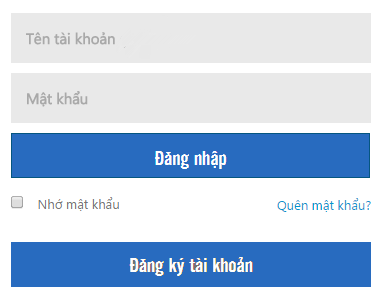 Tên tài khoản
Mật khẩu
Đăng nhập
Nhớ mật khẩu Quên mật khẩu?
Đăng ký tài khoản